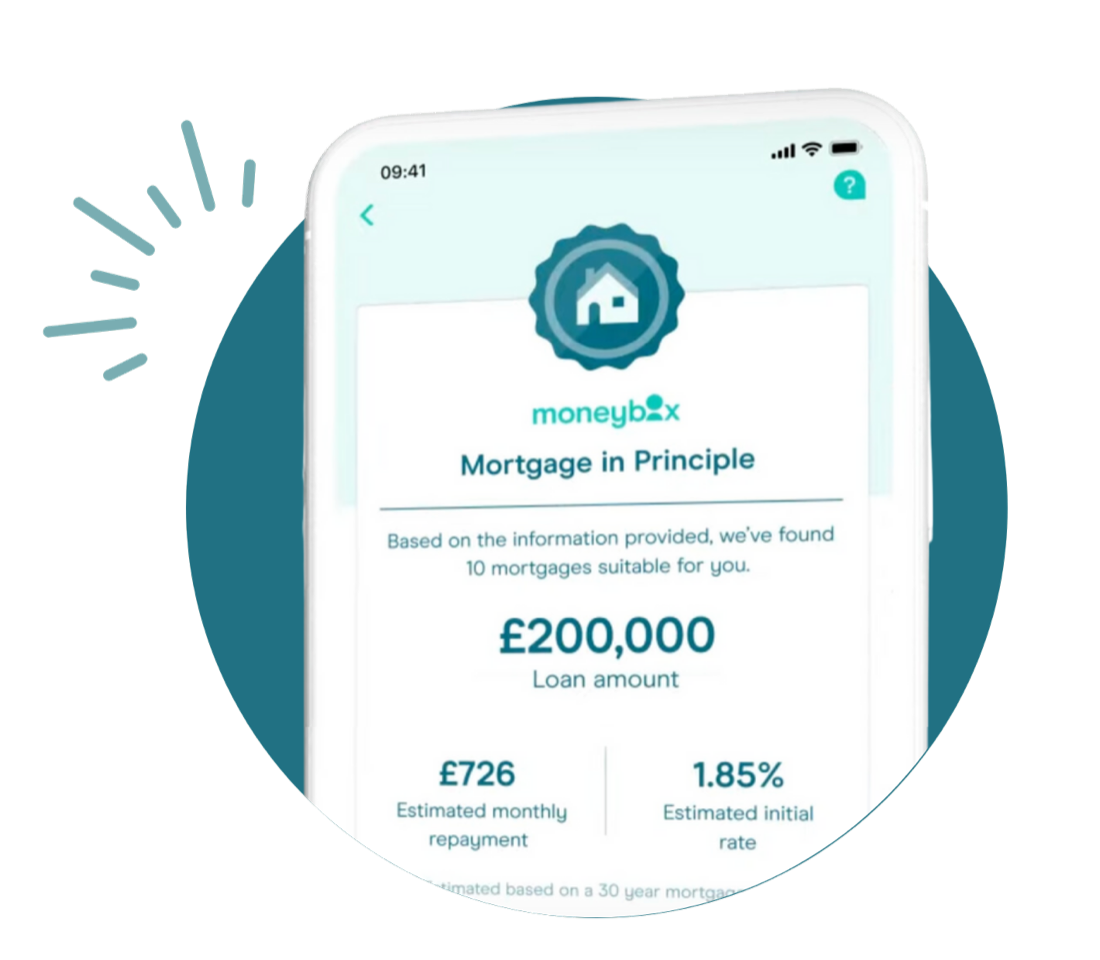 09:41
?
moneybox
Mortgage in Principle
Based on the information provided, we've found
10 mortgages suitable for you.
£200,000
Loan amount
£726
Estimated monthly
repayment
1.85%
Estimated initial
rate
based on a 30 year